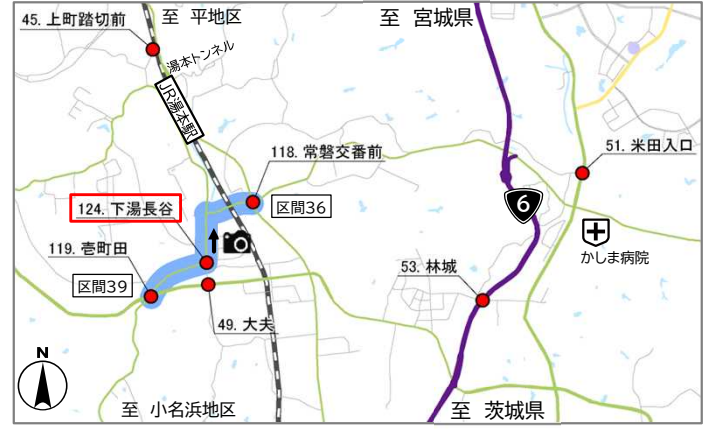 45. 上町踏切前
至 平地区
至 宮城県
湯本トンネル
JR湯本駅
118. 常磐交番前
51. 米田入口
124. 下湯長谷
区間36
6
119. 壱町田
かしま病院
区間39
53. 林城
49. 大夫
N
至 小名浜地区
至 茨城県